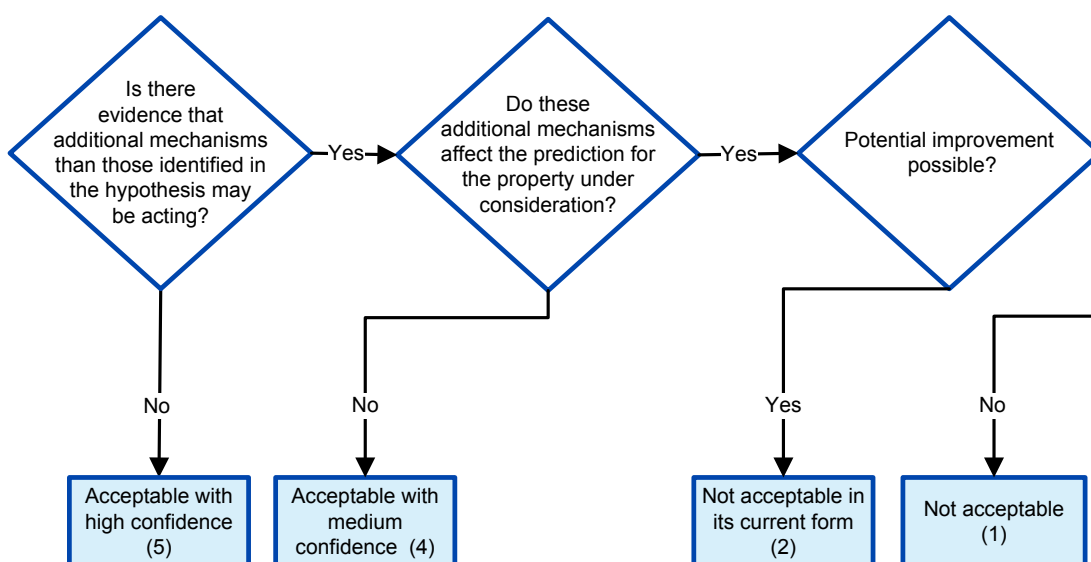 Is there
evidence that
additional mechanisms
than those identified in
the hypothesis may
be acting?
Yes
Do these
additional mechanisms
affect the prediction for
the property under
consideration?
Yes
Potential improvement
possible?
No
No
Yes
No
Acceptable with
high confidence
(5)
Acceptable with
medium
confidence (4)
Not acceptable in
its current form
(2)
Not acceptable
(1)